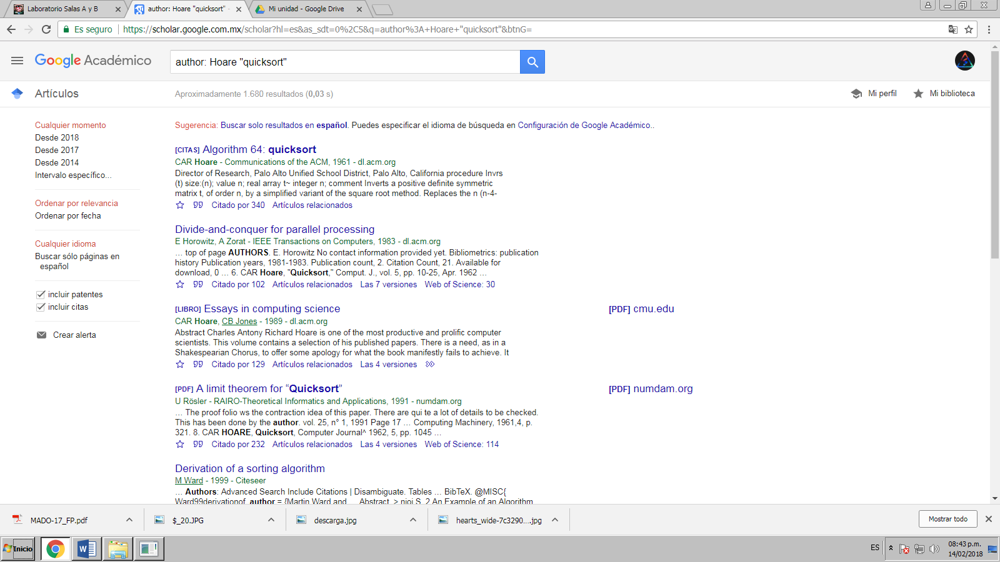 Laboratorio Salas A y B
author: Hoare "quicksort" -
Mi unidad - Google Drive
Es seguro
https://scholar.google.com.mx/scholar?hl=es&as_sdt=0%2C5&q=author%3A+Hoare+"quicksort"&btnG=
Google Académico
author: Hoare "quicksort"
Artículos
Aproximadamente 1.680 resultados (0,03 s)
Mi perfil
Mi biblioteca
Cualquier momento
Desde 2018
Desde 2017
Desde 2014
Intervalo específico...
Ordenar por relevancia
Ordenar por fecha
Cualquier idioma
Buscar sólo páginas en
español
incluir patentes
incluir citas
Crear alerta
Sugerencia: Buscar solo resultados en español. Puedes especificar el idioma de búsqueda en Configuración de Google Académico..
[CITAS] Algorithm 64: quicksort
CAR Hoare - Communications of the ACM, 1961 - dl.acm.org
Director of Research, Palo Alto Unified School District, Palo Alto, California procedure Invrs
(t) size:(n); value n; real array t~ integer n; comment Inverts a positive definite symmetric
matrix t, of order n, by a simplified variant of the square root method. Replaces the n (n-4-
Citado por 340 Artículos relacionados
Divide-and-conquer for parallel processing
E Horowitz, A Zorat - IEEE Transactions on Computers, 1983 - dl.acm.org
... top of page AUTHORS. E. Horowitz No contact information provided yet. Bibliometrics: publication
history Publication years, 1981-1983. Publication count, 2. Citation Count, 21. Available for
download, 0 ... 6. CAR Hoare, "Quicksort," Comput. J., vol. 5, pp. 10-25, Apr. 1962 ...
Citado por 102 Artículos relacionados Las 7 versiones Web of Science: 30
[LIBRO] Essays in computing science
[PDF] cmu.edu
CAR Hoare, CB Jones - 1989 - dl.acm.org
Abstract Charles Antony Richard Hoare is one of the most productive and prolific computer
scientists. This volume contains a selection of his published papers. There is a need, as in a
Shakespearian Chorus, to offer some apology for what the book manifestly fails to achieve. It
Citado por 129 Artículos relacionados Las 4 versiones
[PDF] A limit theorem for “Quicksort”
[PDF] numdam.org
U Rösler - RAIRO-Theoretical Informatics and Applications, 1991 - numdam.org
... The proof folio ws the contraction idea of this paper. There are qui te a lot of details to be checked.
This has been done by the author. vol. 25, n° 1, 1991 Page 17 ... Computing Machinery, 1961,4, p.
321. 8. CAR HOARE, Quicksort, Computer Journal^ 1962, 5, pp. 1045 ...
Citado por 232 Artículos relacionados Las 4 versiones Web of Science: 114
Derivation of a sorting algorithm
M Ward - 1999 - Citeseer
... Authors: Advanced Search Include Citations | Disambiguate. Tables ... BibTeX. @MISC{
Ward99derivationof, author = {Martin Ward and ... Abstract. > nioj S. 2 An Example of an Algorithm
MADO-17_FP.pdf
$_20.JPG
descarga.jpg
hearts_wide-7c3290....jpg
Mostrar todo
Inicio
ES
08:43 p.m.
14/02/2018